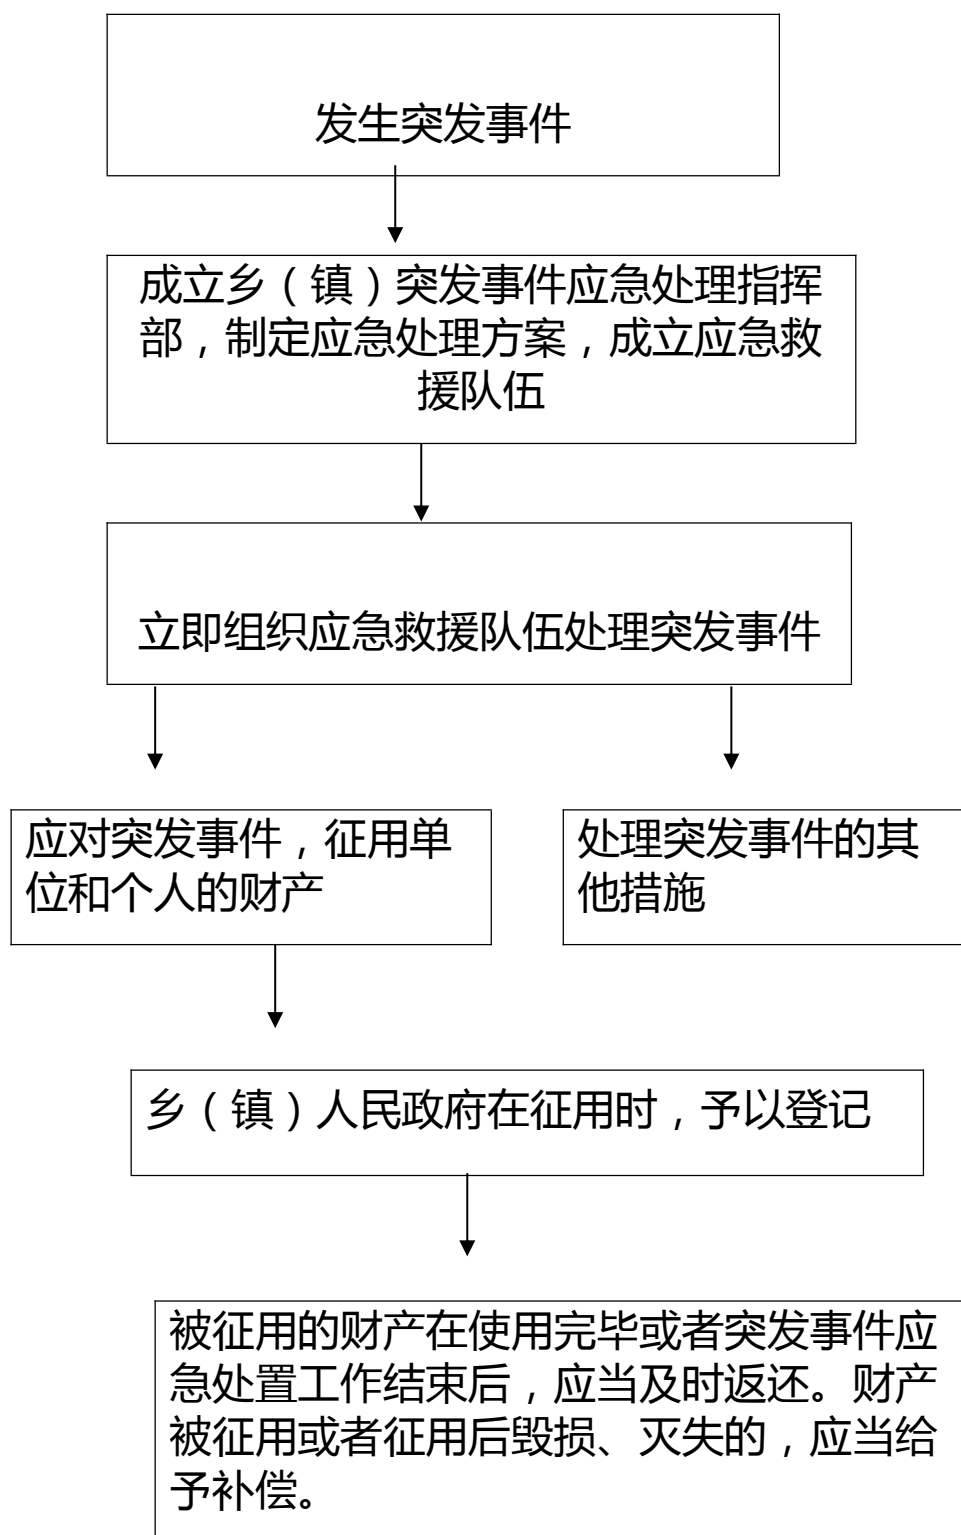 发生突发事件
成立乡（镇）突发事件应急处理指挥
部，制定应急处理方案，成立应急救
援队伍
立即组织应急救援队伍处理突发事件
应对突发事件，征用单
位和个人的财产
处理突发事件的其
他措施
乡（镇）人民政府在征用时，予以登记
被征用的财产在使用完毕或者突发事件应
急处置工作结束后，应当及时返还。财产
被征用或者征用后毁损、灭失的，应当给
予补偿。